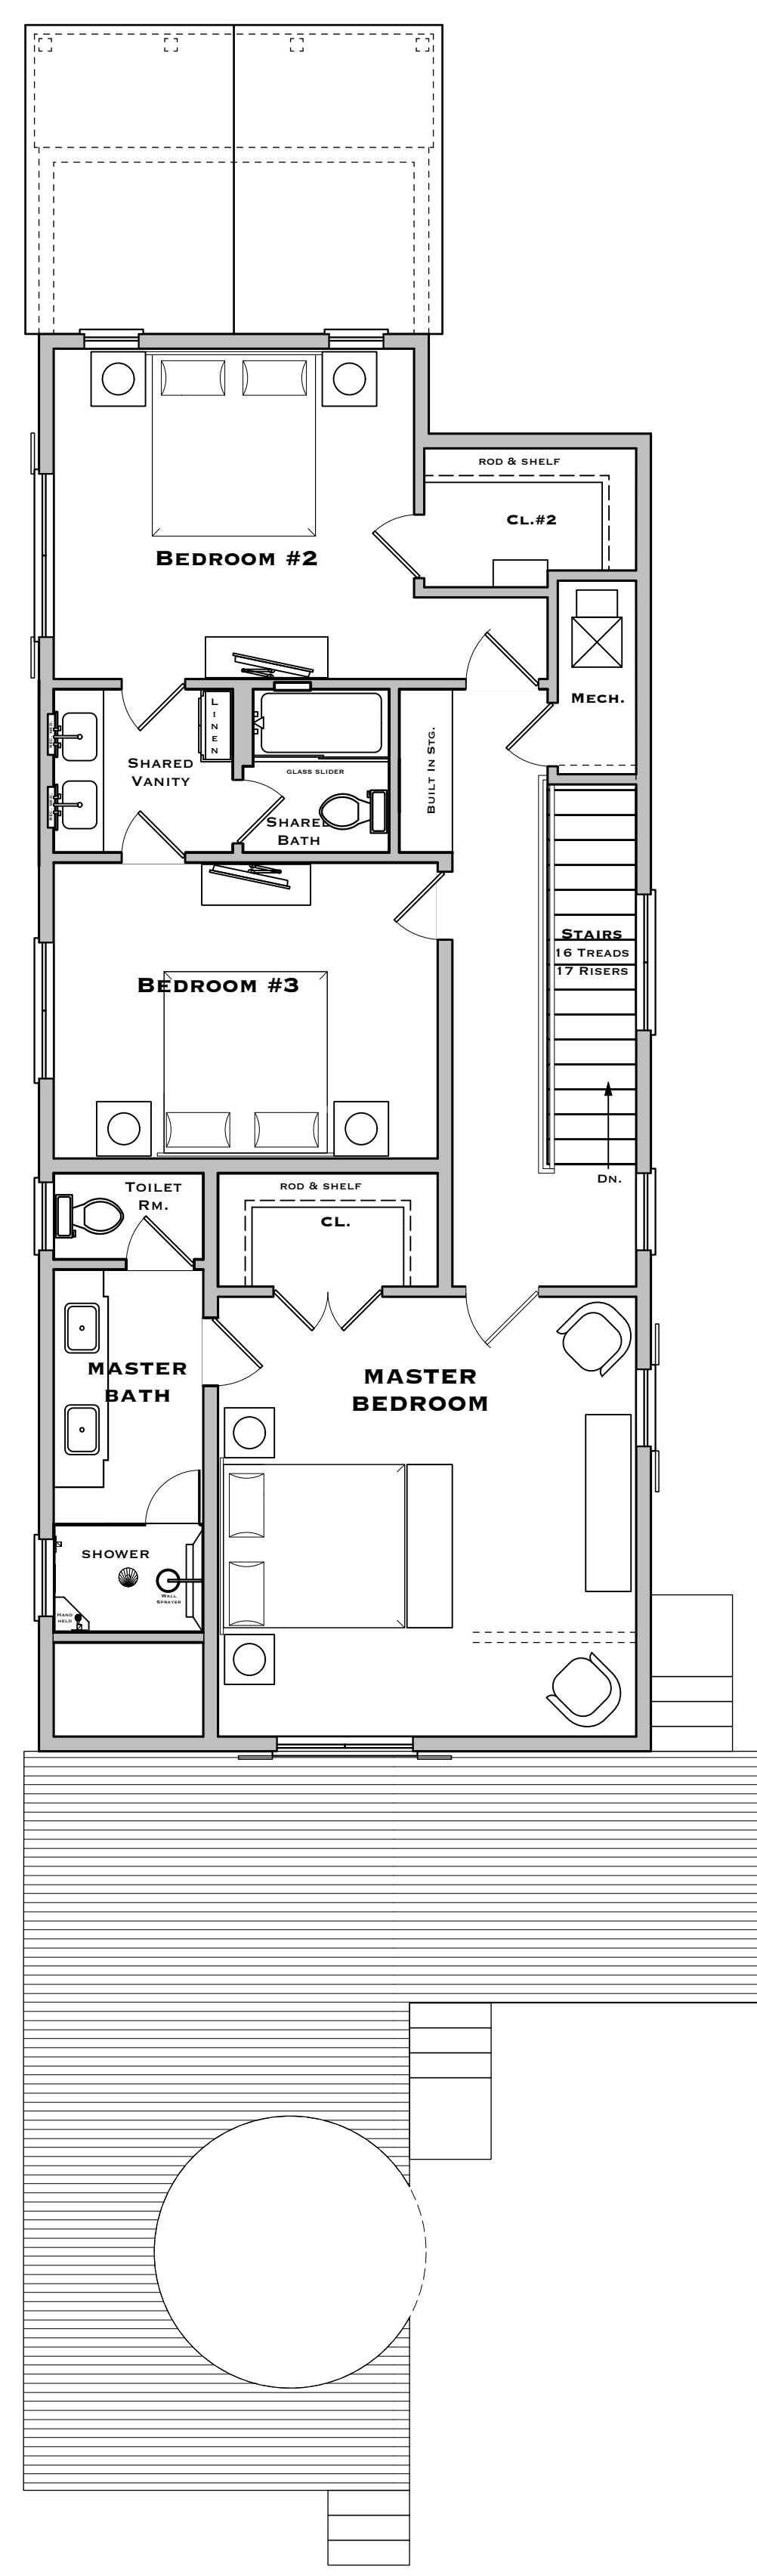 ROD & SHELF
CL.#2
BEDROOM #2
MECH.
LINEN
SHARED
VANITY
BUILT IN STG.
GLASS SLIDER
SHARED
BATH
STAIRS
16 TREADS
17 RISERS
BEDROOM #3
DN.
TOILET
RM.
ROD & SHELF
CL.
MASTER
BATH
MASTER
BEDROOM
SHOWER
WALL
SPRAYER
HAND
HELD